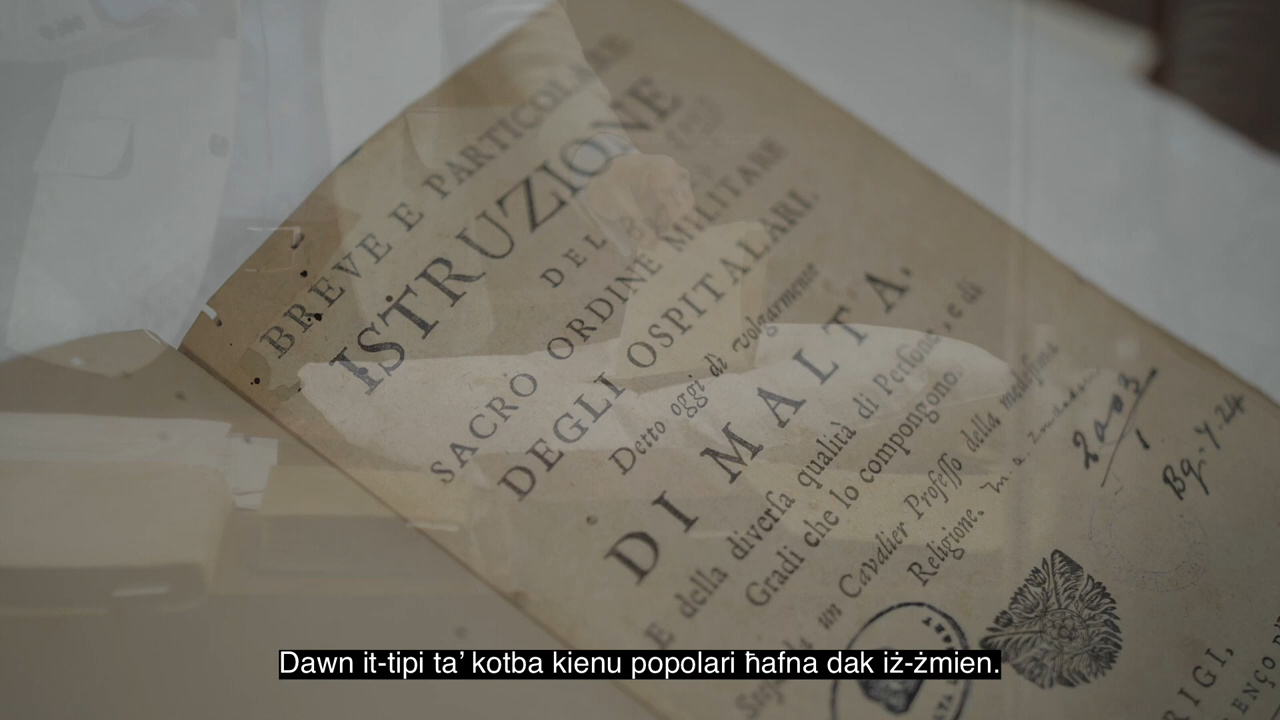 BREVE E PARTICOLARE
ISTRUZIONE
DEL
SACRO ORDINE MILITARE
DEGLI OSPITALARI.
Detto oggi di volgarmente
DI MALTA.
E della diverſa qualità di Perſone, e di
Gradi che lo compongono.
un Cavalier Profeſſo della medeſima
Religione.
2003
1
Bg. 7. 24
Dawn it-tipi ta’ kotba kienu popolari ħafna dak iż-żmien.